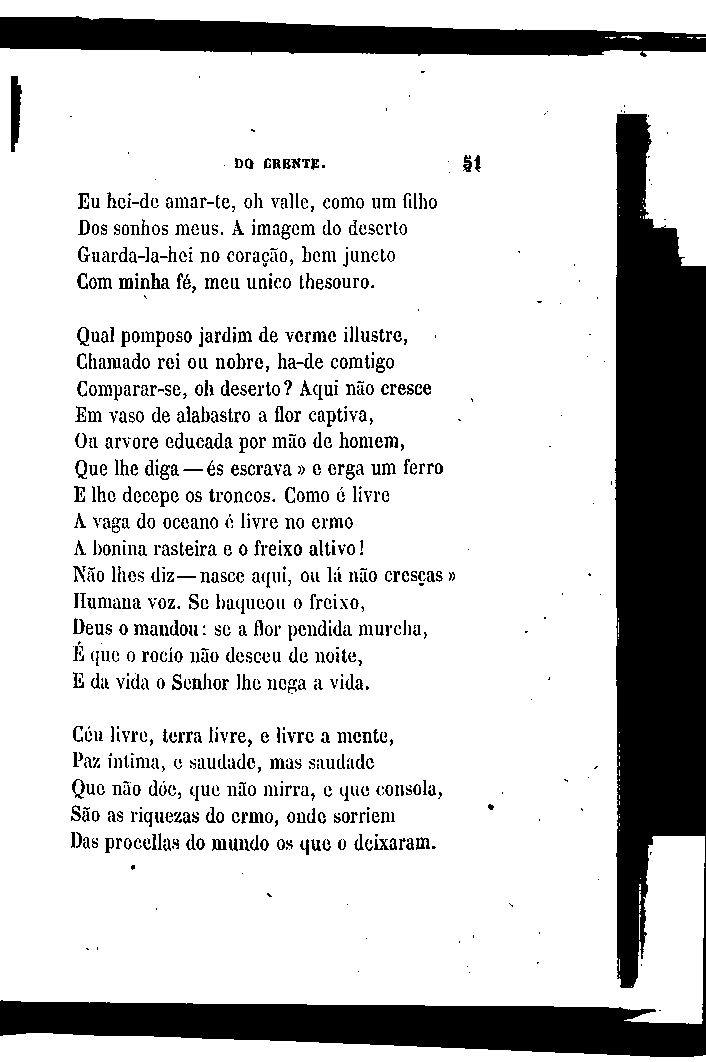 DO CRENTE. 51
Eu hei-de amar-te, oh valle, como um filho
Dos sonhos meus. A imagem do deserto
Guarda-la-hei no coração, bem juncto
Com minha fé, meu unico thesouro.
Qual pomposo jardim de verme illustre,
Chamado rei ou nobre, ha-de comtigo
Comparar-se, oh deserto? Aqui não cresce
Em vaso de alabastro a flor captiva,
Ou arvore educada por mão de homem,
Que lhe diga—és escrava» e erga um ferro
E lhe decepe os troncos. Como é livre
A vaga do oceano é livre no ermo
A bonina rasteira e o freixo altivo!
Não lhes diz—nasce aqui, ou lá não cresças»
Humana voz. Se baqueou o freixo,
Deus o mandou: se a flor pendida murcha,
É que o rocío não desceu de noite,
E da vida o Senhor lhe nega a vida.
Céu livre, terra livre, e livre a mente,
Paz íntima, e saudade, mas saudade
Que não dóe, que não mirra, e que consola,
São as riquezas do ermo, onde sorriem
Das procellas do mundo os que o deixaram.